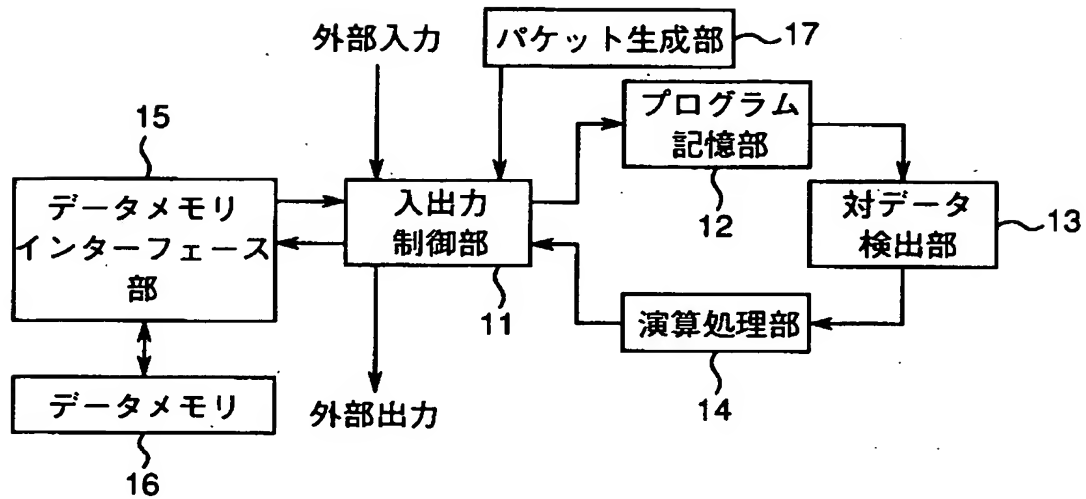 外部入力
パケット生成部
17
プログラム
記憶部
12
15
データメモリ
インターフェース
部
入出力
制御部
11
対データ
検出部
13
演算処理部
14
データメモリ
16
外部出力